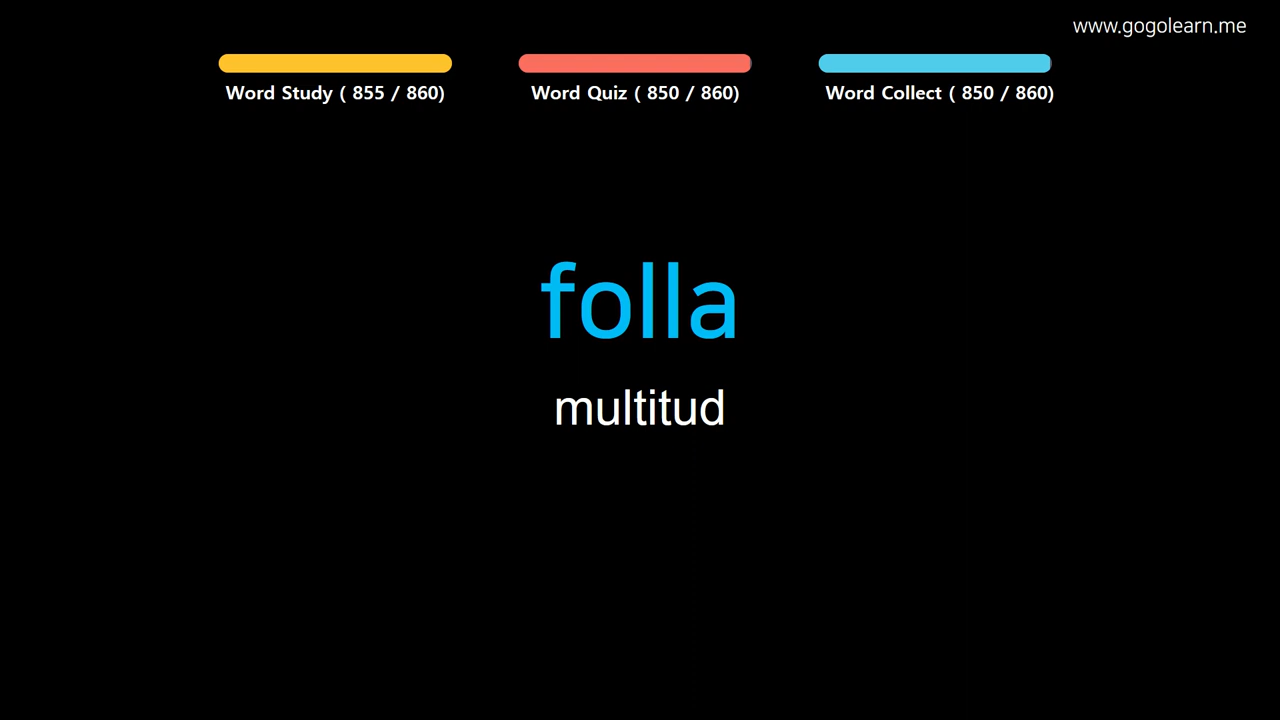 www.gogolearn.me
Word Study ( 855 / 860)
Word Quiz ( 850 / 860)
Word Collect ( 850 / 860)
folla
multitud